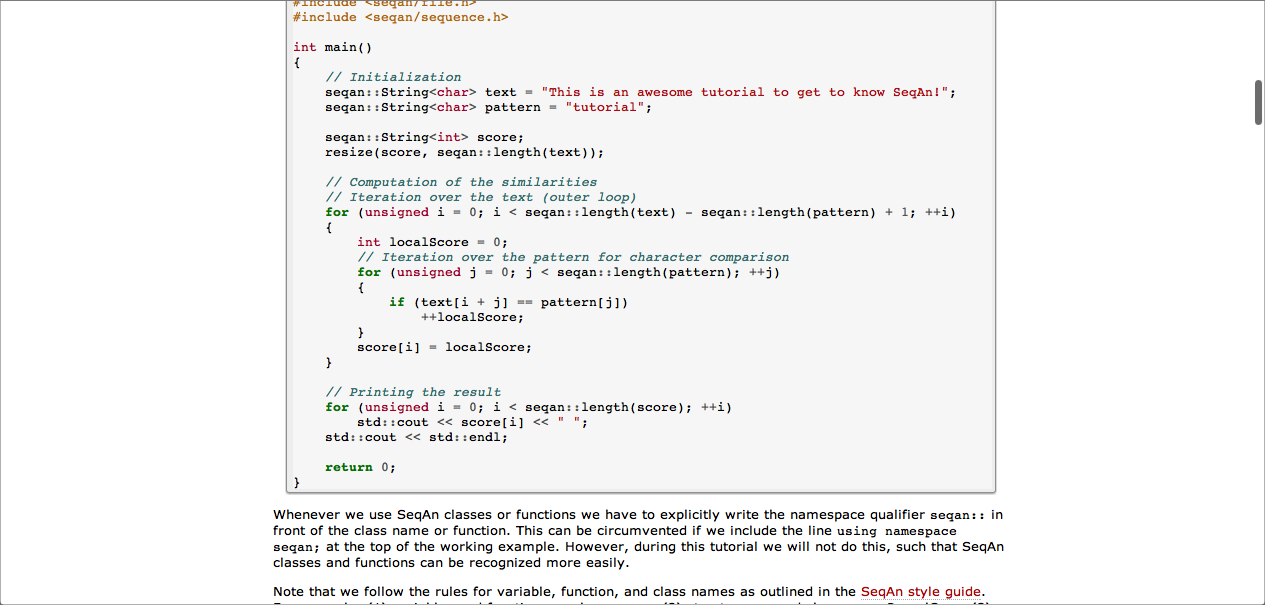 #include <seqan/file.h>
#include <seqan/sequence.h>
int main()
{
    // Initialization
    seqan::String<char> text = "This is an awesome tutorial to get to know SeqAn!";
    seqan::String<char> pattern = "tutorial";
    seqan::String<int> score;
    resize(score, seqan::length(text));
    // Computation of the similarities
    // Iteration over the text (outer loop)
    for (unsigned i = 0; i < seqan::length(text) - seqan::length(pattern) + 1; ++i)
    {
        int localScore = 0;
        // Iteration over the pattern for character comparison
        for (unsigned j = 0; j < seqan::length(pattern); ++j)
        {
            if (text[i + j] == pattern[j])
                ++localScore;
        }
        score[i] = localScore;
    }
    // Printing the result
    for (unsigned i = 0; i < seqan::length(score); ++i)
        std::cout << score[i] << " ";
    std::cout << std::endl;
    return 0;
}
Whenever we use SeqAn classes or functions we have to explicitly write the namespace qualifier seqan:: in
front of the class name or function. This can be circumvented if we include the line using namespace
seqan; at the top of the working example. However, during this tutorial we will not do this, such that SeqAn
classes and functions can be recognized more easily.
Note that we follow the rules for variable, function, and class names as outlined in the SeqAn style guide.